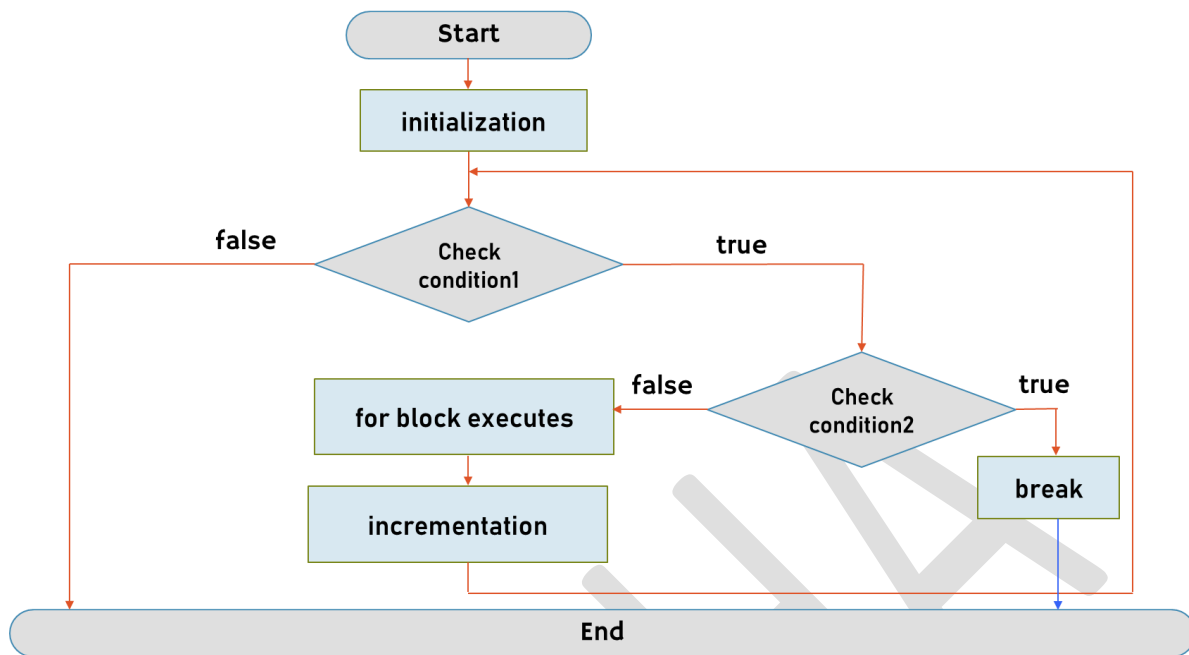 Start
initialization
false
true
Check
condition1
false
true
Check
condition2
for block executes
break
incrementation
End